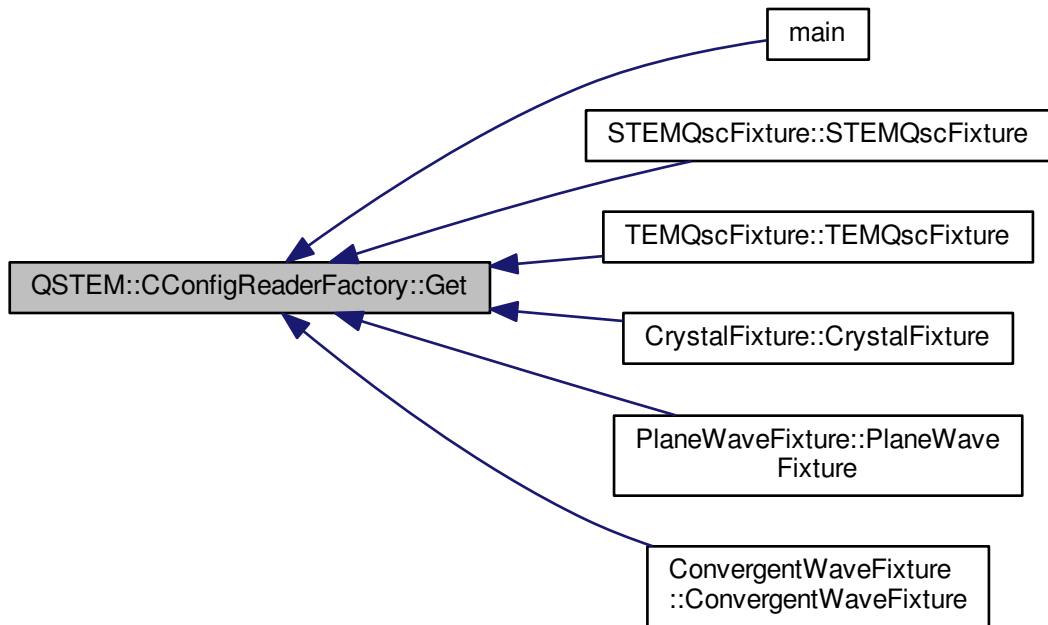 main
STEMQscFixture::STEMQscFixture
TEMQscFixture::TEMQscFixture
QSTEM::CConfigReaderFactory::Get
CrystalFixture::CrystalFixture
PlaneWaveFixture::PlaneWave
Fixture
ConvergentWaveFixture
::ConvergentWaveFixture